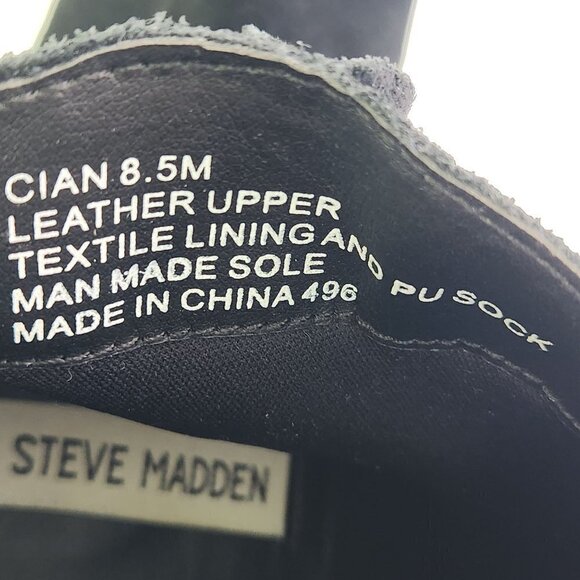 CIAN 8.5M
LEATHER UPPER
TEXTILE LINING AND PU SOCK
MAN MADE SOLE
MADE IN CHINA 496
STEVE MADDEN